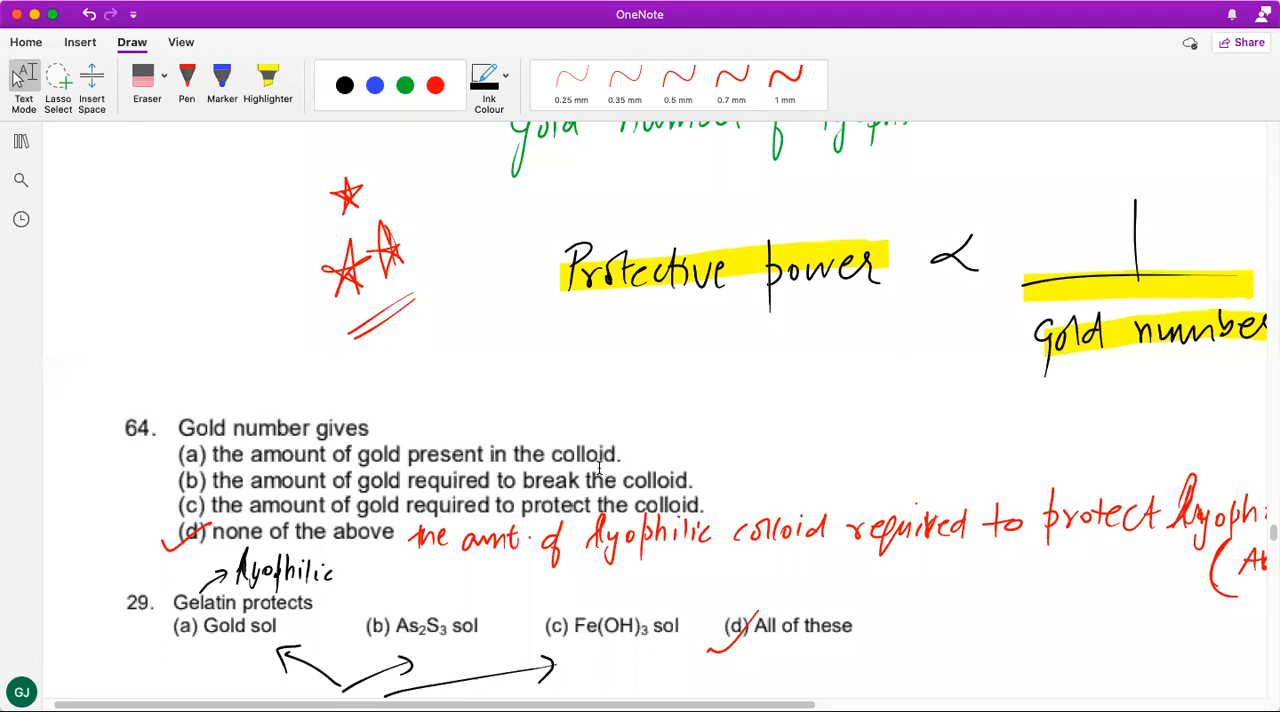 OneNote
Home Insert Draw View
Share
Text Mode
Lasso Select
Insert Space
Eraser
Pen
Marker
Highlighter
Ink Colour
0.25 mm 0.35 mm 0.5 mm 0.7 mm 1 mm
Gold number of
Protective power ∝ 1
Gold number
64. Gold number gives
(a) the amount of gold present in the colloid.
(b) the amount of gold required to break the colloid.
(c) the amount of gold required to protect the colloid.
(d) none of the above the amt. of lyophilic colloid required to protect lyoph
(Au
lyophilic
29. Gelatin protects
(a) Gold sol (b) As₂S₃ sol (c) Fe(OH)₃ sol (d) All of these
GJ